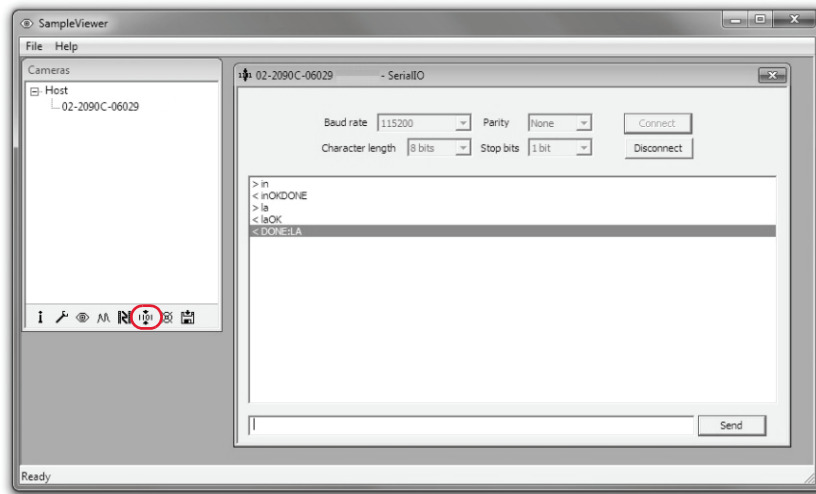 SampleViewer
File Help
Cameras
Host
02-2090C-06029
02-2090C-06029 - SerialIO
Baud rate 115200 Parity None Connect
Character length 8 bits Stop bits 1 bit Disconnect
> in
< inOKDONE
> la
< laOK
< DONE:LA
Send
Ready